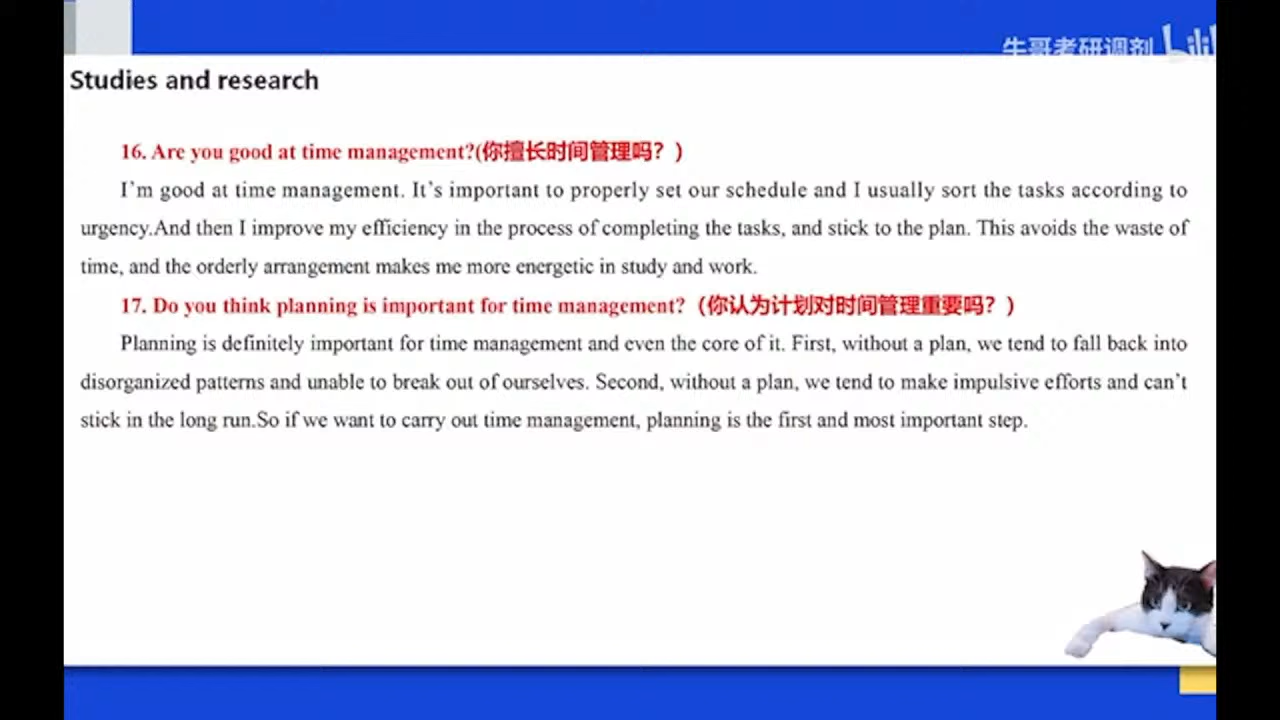 牛哥考研调剂 bilibili
Studies and research
16. Are you good at time management?(你擅长时间管理吗？)
I'm good at time management. It's important to properly set our schedule and I usually sort the tasks according to
urgency.And then I improve my efficiency in the process of completing the tasks, and stick to the plan. This avoids the waste of
time, and the orderly arrangement makes me more energetic in study and work.
17. Do you think planning is important for time management?（你认为计划对时间管理重要吗？）
Planning is definitely important for time management and even the core of it. First, without a plan, we tend to fall back into
disorganized patterns and unable to break out of ourselves. Second, without a plan, we tend to make impulsive efforts and can't
stick in the long run.So if we want to carry out time management, planning is the first and most important step.